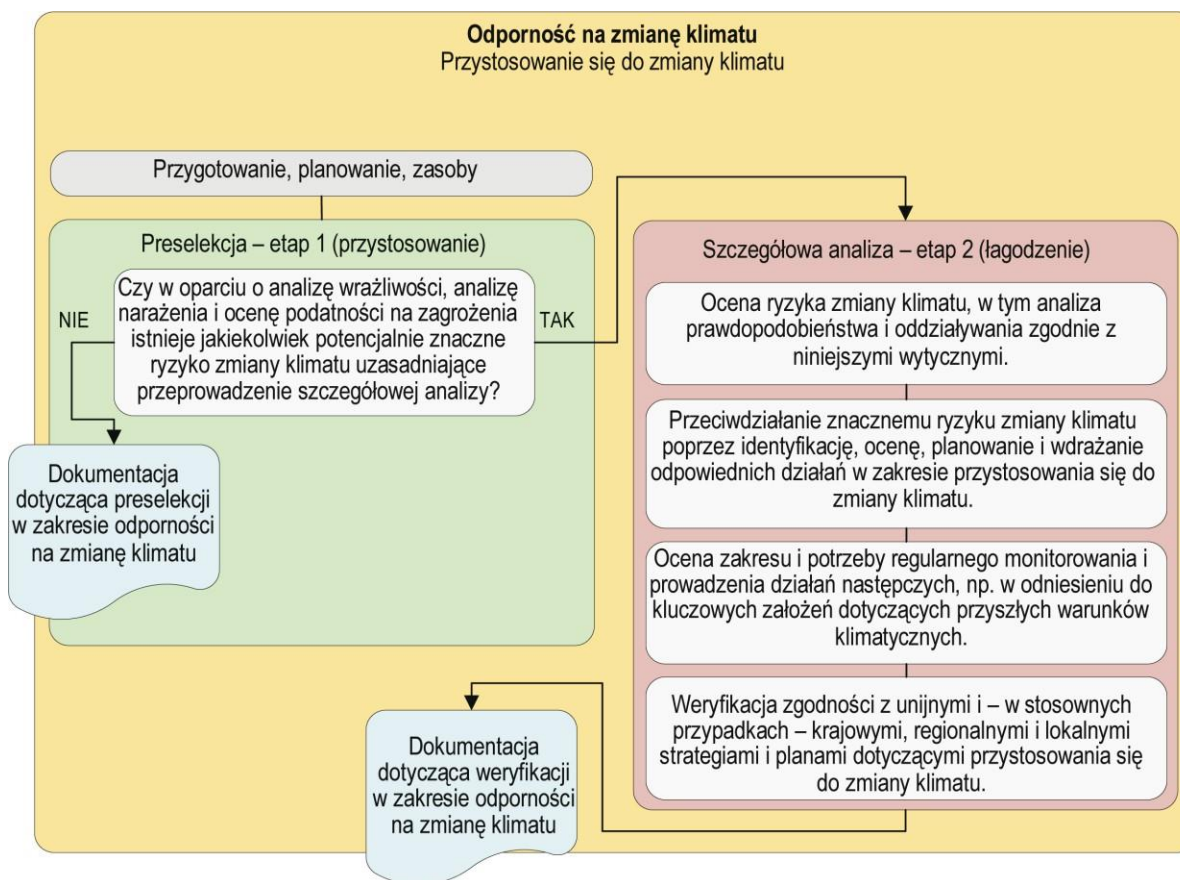 Odporność na zmianę klimatu
Przystosowanie się do zmiany klimatu
Przygotowanie, planowanie, zasoby
Preselekcja – etap 1 (przystosowanie)
Czy w oparciu o analizę wrażliwości, analizę
narażenia i ocenę podatności na zagrożenia
istnieje jakiekolwiek potencjalnie znaczne
ryzyko zmiany klimatu uzasadniające
przeprowadzenie szczegółowej analizy?
NIE
TAK
Dokumentacja
dotycząca preselekcji
w zakresie odporności
na zmianę klimatu
Szczegółowa analiza – etap 2 (łagodzenie)
Ocena ryzyka zmiany klimatu, w tym analiza
prawdopodobieństwa i oddziaływania zgodnie z
niniejszymi wytycznymi.
Przeciwdziałanie znacznemu ryzyku zmiany klimatu
poprzez identyfikację, ocenę, planowanie i wdrażanie
odpowiednich działań w zakresie przystosowania się do
zmiany klimatu.
Ocena zakresu i potrzeby regularnego monitorowania i
prowadzenia działań następczych, np. w odniesieniu do
kluczowych założeń dotyczących przyszłych warunków
klimatycznych.
Weryfikacja zgodności z unijnymi i – w stosownych
przypadkach – krajowymi, regionalnymi i lokalnymi
strategiami i planami dotyczącymi przystosowania się
do zmiany klimatu.
Dokumentacja
dotycząca weryfikacji
w zakresie odporności
na zmianę klimatu